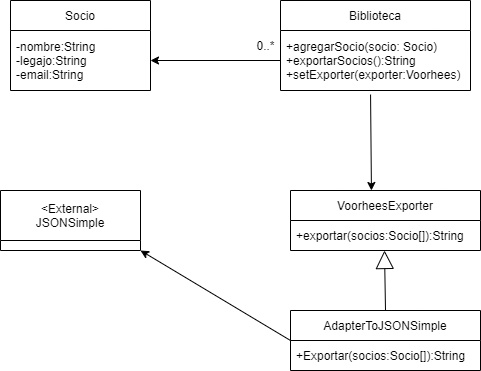 Socio
-nombre:String
-legajo:String
-email:String
0..*
Biblioteca
+agregarSocio(socio: Socio)
+exportarSocios():String
+setExporter(exporter:Voorhees)
<External>
JSONSimple
VoorheesExporter
+exportar(socios:Socio[]):String
AdapterToJSONSimple
+Exportar(socios:Socio[]):String